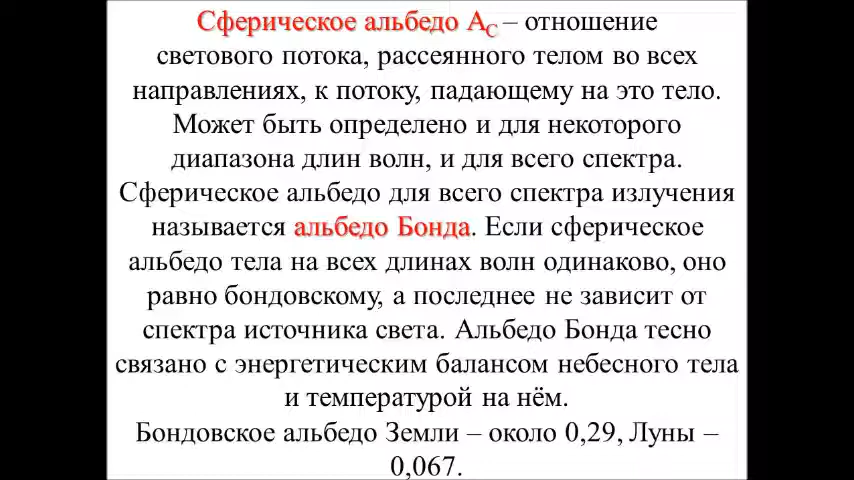 Сферическое альбедо AС – отношение
светового потока, рассеянного телом во всех
направлениях, к потоку, падающему на это тело.
Может быть определено и для некоторого
диапазона длин волн, и для всего спектра.
Сферическое альбедо для всего спектра излучения
называется альбедо Бонда. Если сферическое
альбедо тела на всех длинах волн одинаково, оно
равно бондовскому, а последнее не зависит от
спектра источника света. Альбедо Бонда тесно
связано с энергетическим балансом небесного тела
и температурой на нём.
Бондовское альбедо Земли – около 0,29, Луны –
0,067.